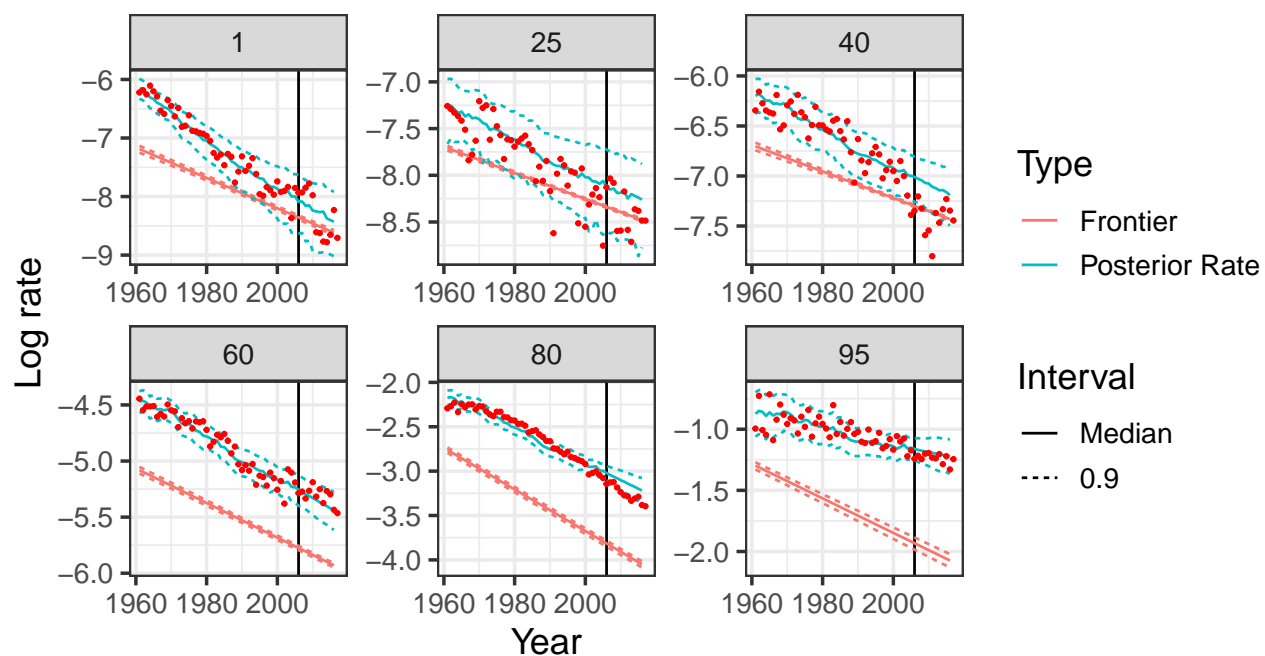 1
25
40
−6
−7
−8
−9
−7.0
−7.5
−8.0
−8.5
−6.0
−6.5
−7.0
−7.5
1960 1980 2000
1960 1980 2000
1960 1980 2000
60
80
95
−4.5
−5.0
−5.5
−6.0
−2.0
−2.5
−3.0
−3.5
−4.0
−1.0
−1.5
−2.0
1960 1980 2000
1960 1980 2000
1960 1980 2000
Log rate
Year
Type
Frontier
Posterior Rate
Interval
Median
0.9